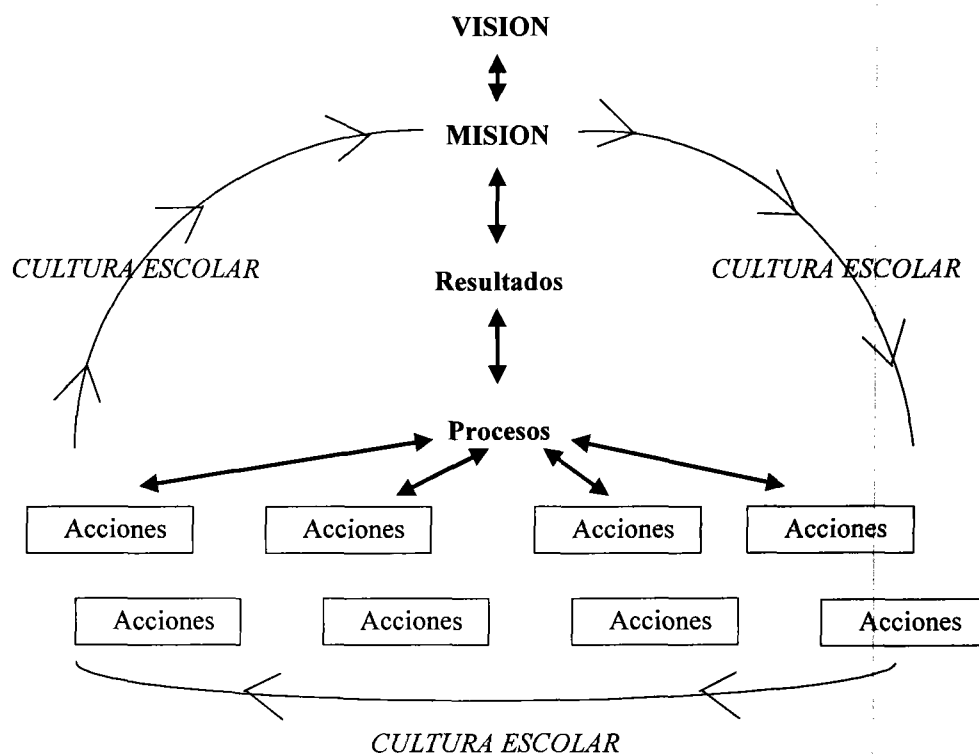 VISION
MISION
CULTURA ESCOLAR
CULTURA ESCOLAR
Resultados
Procesos
Acciones
Acciones
Acciones
Acciones
Acciones
Acciones
Acciones
Acciones
CULTURA ESCOLAR